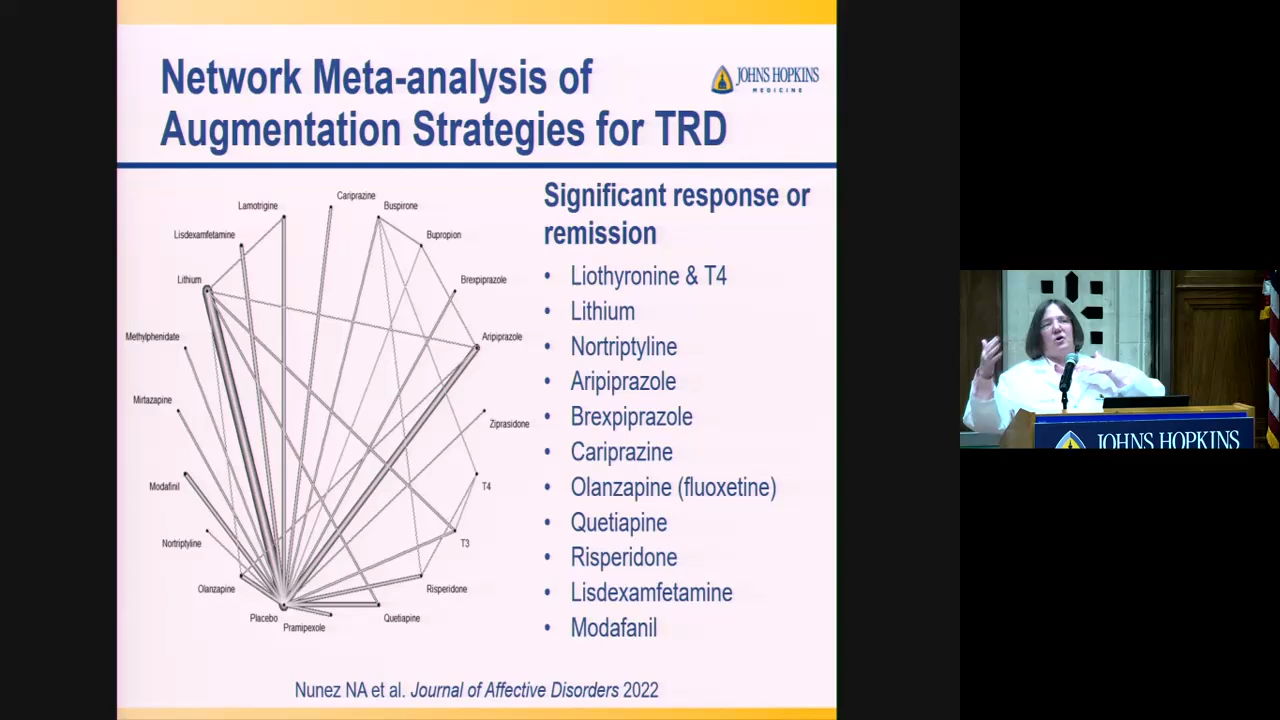 Network Meta-analysis of
Augmentation Strategies for TRD
JOHNS HOPKINS
MEDICINE
Cariprazine
Lamotrigine
Buspirone
Lisdexamfetamine
Bupropion
Lithium
Brexpiprazole
Methylphenidate
Aripiprazole
Mirtazapine
Ziprasidone
Modafinil
T4
Nortriptyline
T3
Olanzapine
Risperidone
Placebo
Quetiapine
Pramipexole
Significant response or
remission
• Liothyronine & T4
• Lithium
• Nortriptyline
• Aripiprazole
• Brexpiprazole
• Cariprazine
• Olanzapine (fluoxetine)
• Quetiapine
• Risperidone
• Lisdexamfetamine
• Modafanil
Nunez NA et al. Journal of Affective Disorders 2022
JOHNS HOPKINS